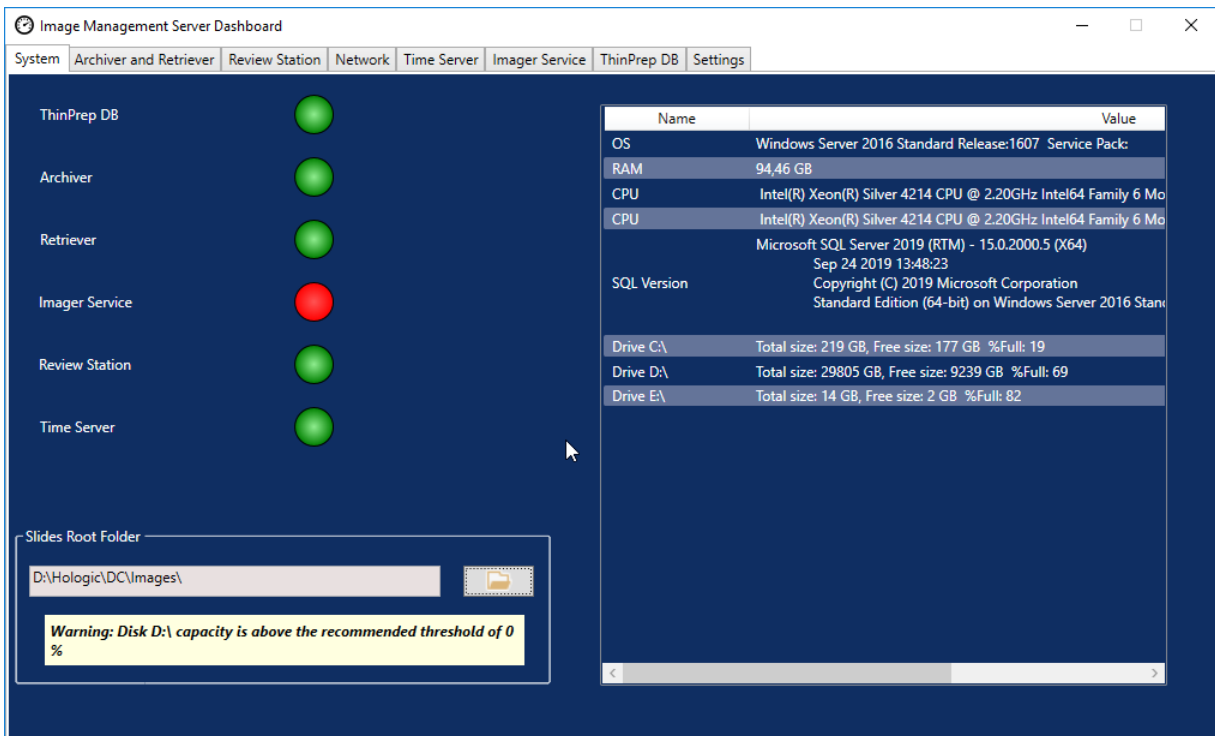 Image Management Server Dashboard
System Archiver and Retriever Review Station Network Time Server Imager Service ThinPrep DB Settings
ThinPrep DB
Archiver
Retriever
Imager Service
Review Station
Time Server
Slides Root Folder
D:\Hologic\DC\Images\
Warning: Disk D:\ capacity is above the recommended threshold of 0
%
Name Value
OS Windows Server 2016 Standard Release:1607 Service Pack:
RAM 94,46 GB
CPU Intel(R) Xeon(R) Silver 4214 CPU @ 2.20GHz Intel64 Family 6 Mo
CPU Intel(R) Xeon(R) Silver 4214 CPU @ 2.20GHz Intel64 Family 6 Mo
Microsoft SQL Server 2019 (RTM) - 15.0.2000.5 (X64)
Sep 24 2019 13:48:23
SQL Version Copyright (C) 2019 Microsoft Corporation
Standard Edition (64-bit) on Windows Server 2016 Stand
Drive C:\ Total size: 219 GB, Free size: 177 GB %Full: 19
Drive D:\ Total size: 29805 GB, Free size: 9239 GB %Full: 69
Drive E:\ Total size: 14 GB, Free size: 2 GB %Full: 82